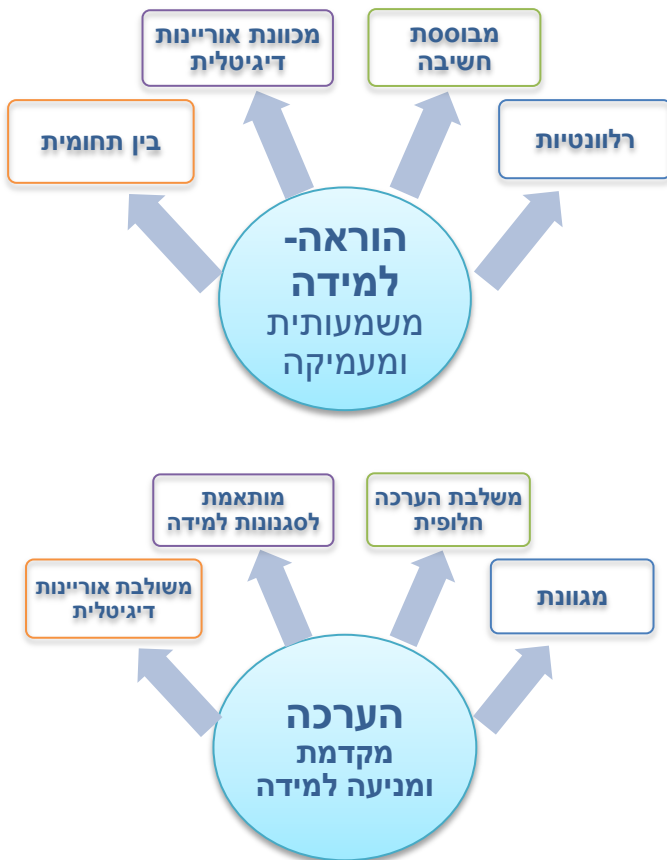 מבוססת
חשיבה
מכוונת אוריינות
דיגיטלית
רלוונטיות
בין תחומית
הוראה-
למידה
משמעותית
ומעמיקה
משלבת הערכה
חלופית
מותאמת
לסגנונות למידה
מגוונת
משולבת אוריינות
דיגיטלית
הערכה
מקדמת
ומניעה למידה